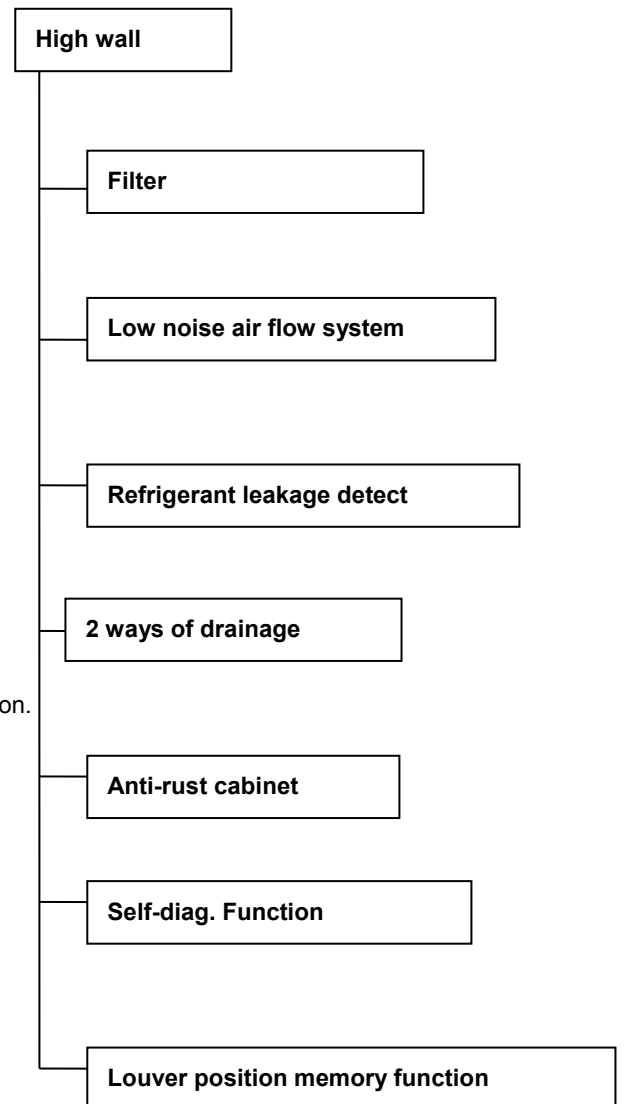 High wall
Filter
Low noise air flow system
Refrigerant leakage detect
2 ways of drainage
on.
Anti-rust cabinet
Self-diag. Function
Louver position memory function